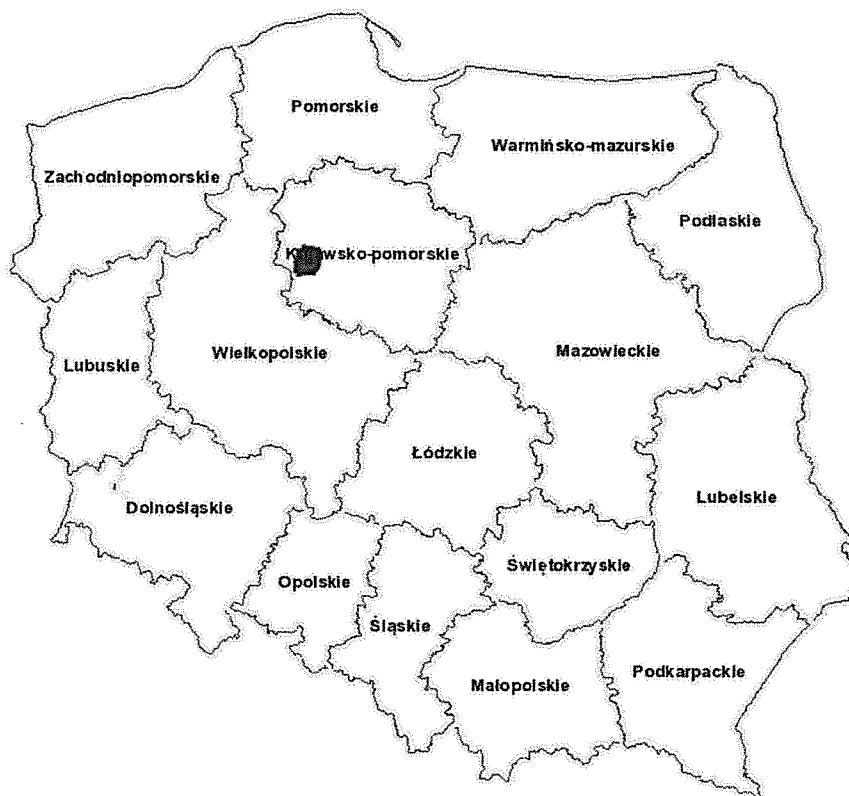 Pomorskie
Warmińsko-mazurskie
Zachodniopomorskie
Podlaskie
wsko-pomorskie
Wielkopolskie
Mazowieckie
Lubuskie
Łódzkie
Lubelskie
Dolnośląskie
Świętokrzyskie
Opolskie
Śląskie
Podkarpackie
Małopolskie